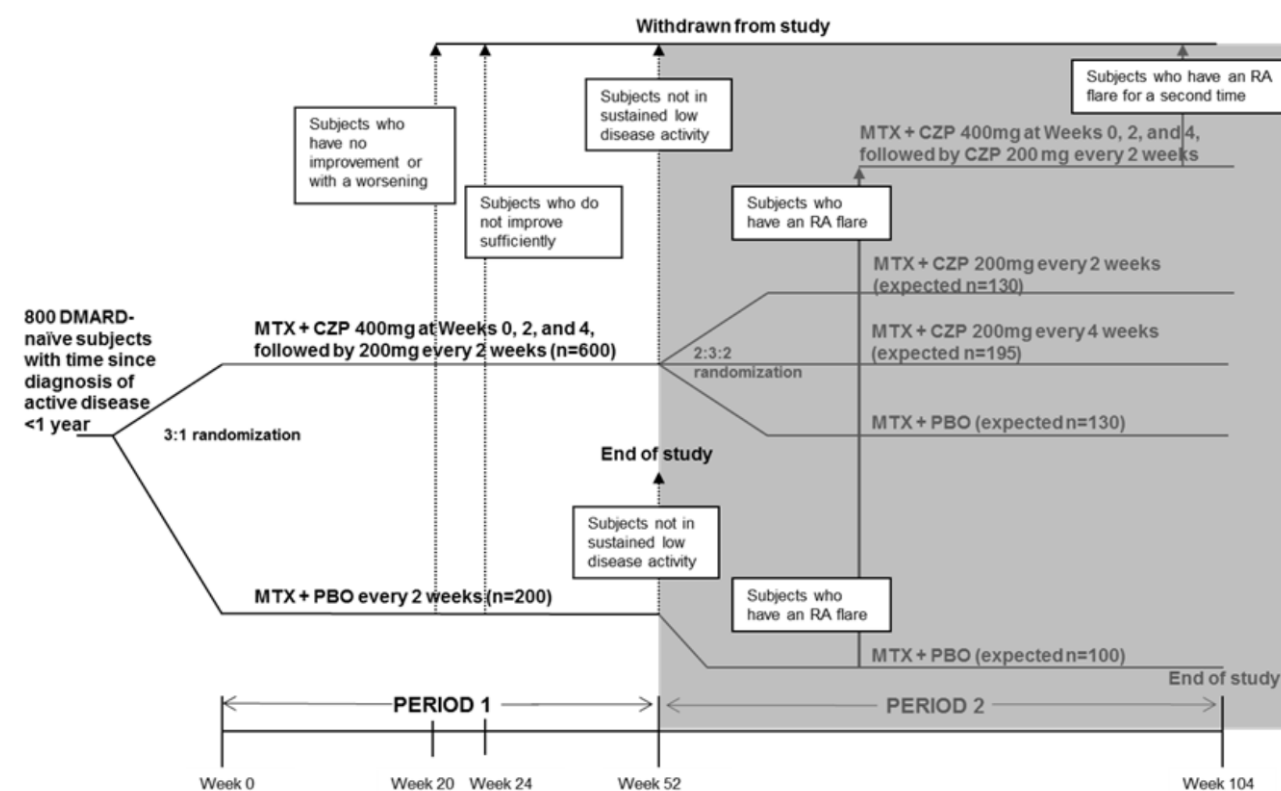 Withdrawn from study
Subjects who have an RA
flare for a second time
Subjects not in
sustained low
disease activity
Subjects who
have no
improvement or
with a worsening
MTX + CZP 400mg at Weeks 0, 2, and 4,
followed by CZP 200 mg every 2 weeks
Subjects who do
not improve
sufficiently
Subjects who
have an RA flare
MTX + CZP 200mg every 2 weeks
(expected n=130)
800 DMARD-
naïve subjects
with time since
diagnosis of
active disease
<1 year
MTX + CZP 400mg at Weeks 0, 2, and 4,
followed by 200mg every 2 weeks (n=600)
2:3:2
randomization
MTX + CZP 200mg every 4 weeks
(expected n=195)
3:1 randomization
MTX + PBO (expected n=130)
End of study
Subjects not in
sustained low
disease activity
MTX + PBO every 2 weeks (n=200)
Subjects who
have an RA flare
MTX + PBO (expected n=100)
End of study
PERIOD 1
PERIOD 2
Week 0
Week 20
Week 24
Week 52
Week 104